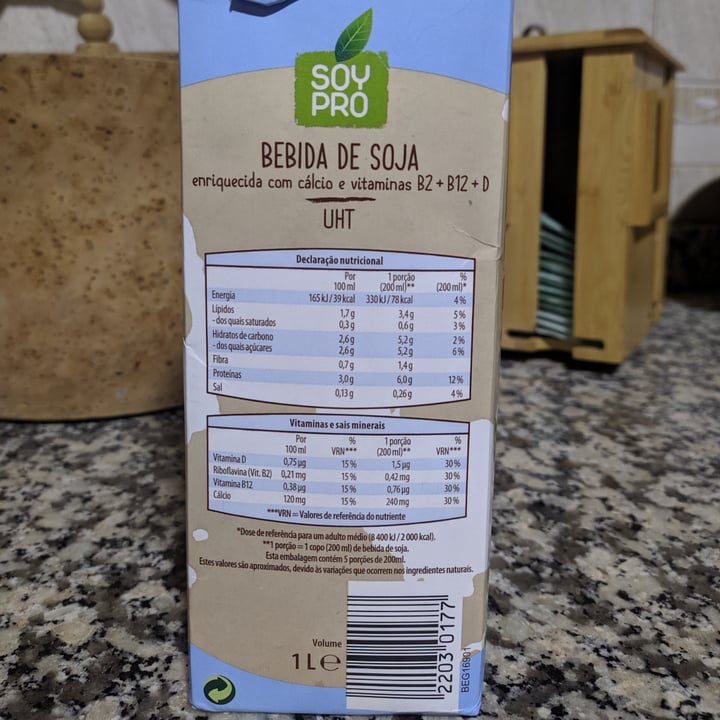 SOY
PRO
BEBIDA DE SOJA
enriquecida com cálcio e vitaminas B2 + B12 + D
UHT
Declaração nutricional
Por 100 ml 1 porção (200 ml)** % (200 ml)*
Energia 165 kJ / 39 kcal 330 kJ / 78 kcal 4 %
Lípidos 1,7 g 3,4 g 5 %
- dos quais saturados 0,3 g 0,6 g 3 %
Hidratos de carbono 2,6 g 5,2 g 2 %
- dos quais açúcares 2,6 g 5,2 g 6 %
Fibra 0,7 g 1,4 g
Proteínas 3,0 g 6,0 g 12 %
Sal 0,13 g 0,26 g 4 %
Vitaminas e sais minerais
Por 100 ml % VRN*** 1 porção (200 ml)** % VRN***
Vitamina D 0,75 µg 15 % 1,5 µg 30 %
Riboflavina (Vit. B2) 0,21 mg 15 % 0,42 mg 30 %
Vitamina B12 0,38 µg 15 % 0,76 µg 30 %
Cálcio 120 mg 15 % 240 mg 30 %
***VRN = Valores de referência do nutriente
*Dose de referência para um adulto médio (8 400 kJ / 2 000 kcal).
**1 porção = 1 copo (200 ml) de bebida de soja.
Esta embalagem contém 5 porções de 200ml.
Estes valores são aproximados, devido às variações que ocorrem nos ingredientes naturais.
Volume
1 L ℮
2203 0177
BEG16901